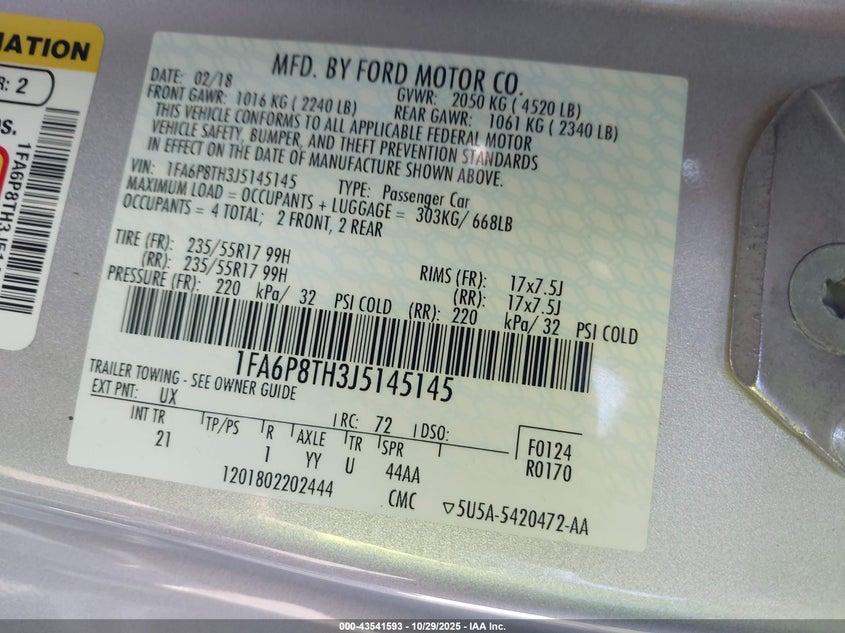 MATION
R: 2
os.
1FA6P8TH3J51
MFD. BY FORD MOTOR CO.
DATE: 02/18 GVWR: 2050 KG ( 4520 LB)
FRONT GAWR: 1016 KG ( 2240 LB) REAR GAWR: 1061 KG ( 2340 LB)
THIS VEHICLE CONFORMS TO ALL APPLICABLE FEDERAL MOTOR
VEHICLE SAFETY, BUMPER, AND THEFT PREVENTION STANDARDS
IN EFFECT ON THE DATE OF MANUFACTURE SHOWN ABOVE.
VIN: 1FA6P8TH3J5145145 TYPE: Passenger Car
MAXIMUM LOAD = OCCUPANTS + LUGGAGE = 303KG/ 668LB
OCCUPANTS = 4 TOTAL; 2 FRONT, 2 REAR
TIRE (FR): 235/55R17 99H RIMS (FR): 17x7.5J
(RR): 235/55R17 99H (RR): 17x7.5J
PRESSURE (FR): 220 kPa/ 32 PSI COLD (RR): 220 kPa/ 32 PSI COLD
1FA6P8TH3J5145145
TRAILER TOWING - SEE OWNER GUIDE
EXT PNT: UX RC: 72 DSO:
INT TR TP/PS R AXLE TR SPR F0124
21 1 YY U 44AA R0170
1201802202444 CMC ▽5U5A-5420472-AA
000-43541593 - 10/29/2025 - IAA Inc.